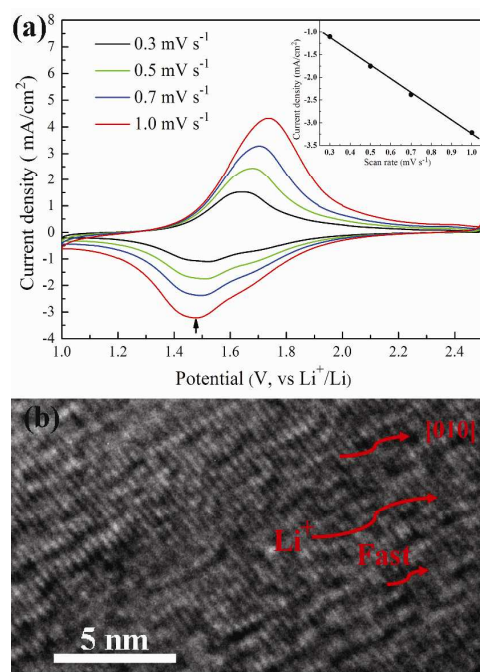 (a)
0.3 mV s⁻¹
0.5 mV s⁻¹
0.7 mV s⁻¹
1.0 mV s⁻¹
8
7
6
5
4
3
2
1
0
-1
-2
-3
-4
Current density ( mA/cm²)
1.0 1.2 1.4 1.6 1.8 2.0 2.2 2.4
Potential (V, vs Li⁺/Li)
-1.0
-1.5
-2.0
-2.5
-3.0
-3.5
Current density (mA/cm²)
0.3 0.4 0.5 0.6 0.7 0.8 0.9 1.0
Scan rate (mV s⁻¹)
(b)
[010]
Li⁺
Fast
5 nm